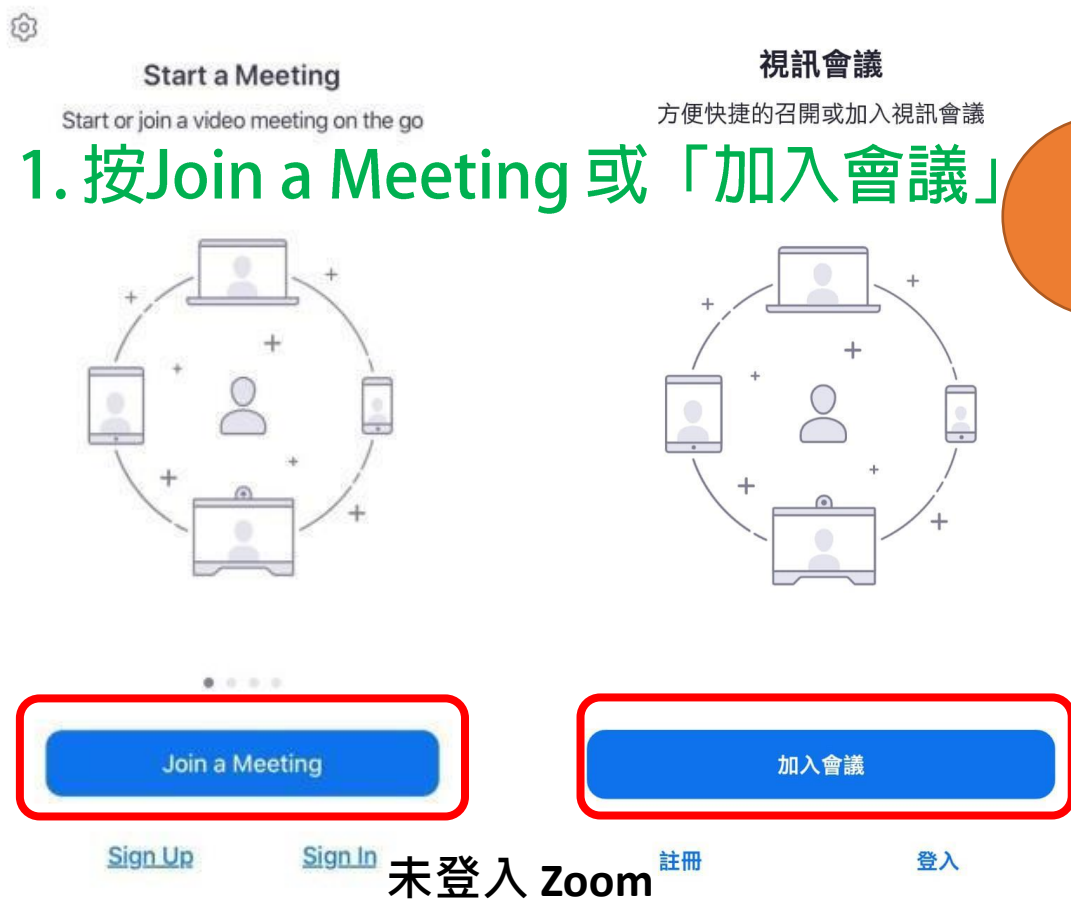 Start a Meeting
Start or join a video meeting on the go
視訊會議
方便快捷的召開或加入視訊會議
1. 按Join a Meeting 或「加入會議」
Join a Meeting
加入會議
Sign Up
Sign In
註冊
登入
未登入 Zoom